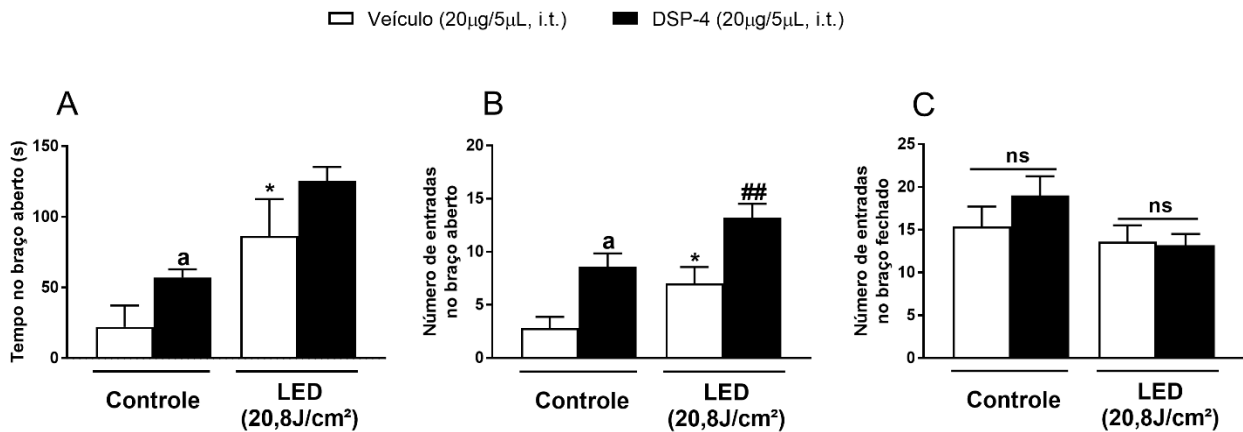 Veículo (20µg/5µL, i.t.) DSP-4 (20µg/5µL, i.t.)
A
Tempo no braço aberto (s)
150
100
50
0
a
*
Controle
LED
(20,8J/cm²)
B
Número de entradas
no braço aberto
20
15
10
5
0
a
*
##
Controle
LED
(20,8J/cm²)
C
Número de entradas
no braço fechado
25
20
15
10
5
0
ns
ns
Controle
LED
(20,8J/cm²)